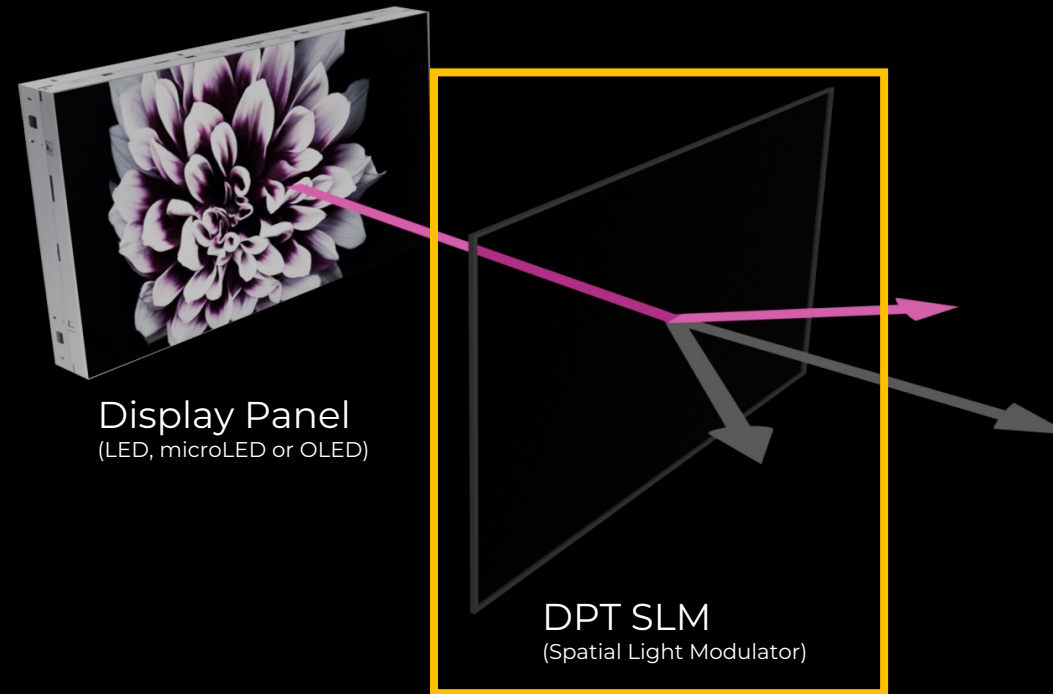 Display Panel
(LED, microLED or OLED)
DPT SLM
(Spatial Light Modulator)